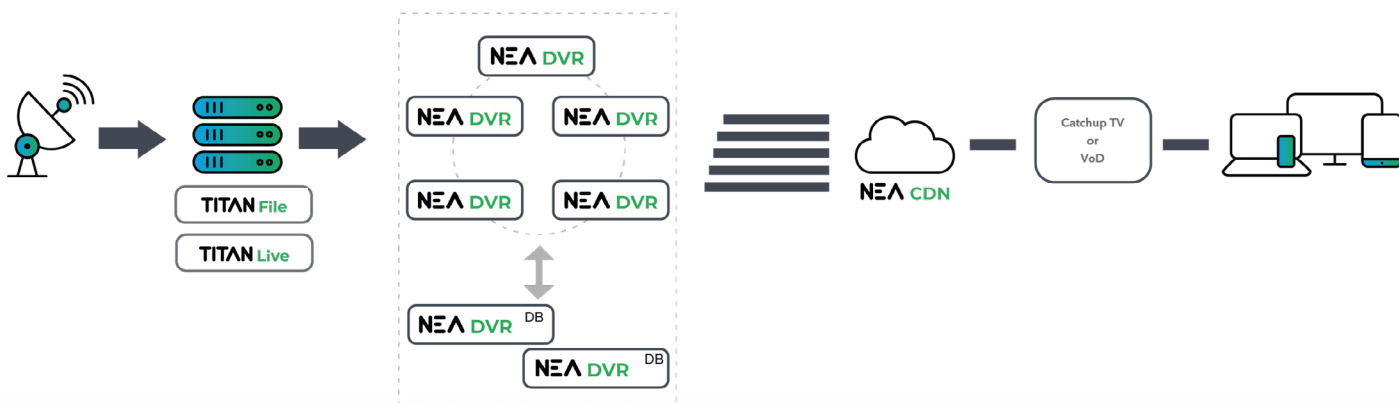 NEA DVR
NEA DVR
NEA DVR
NEA DVR
NEA DVR
TITAN File
TITAN Live
NEA DVR DB
NEA DVR DB
NEA CDN
Catchup TV
or
VoD